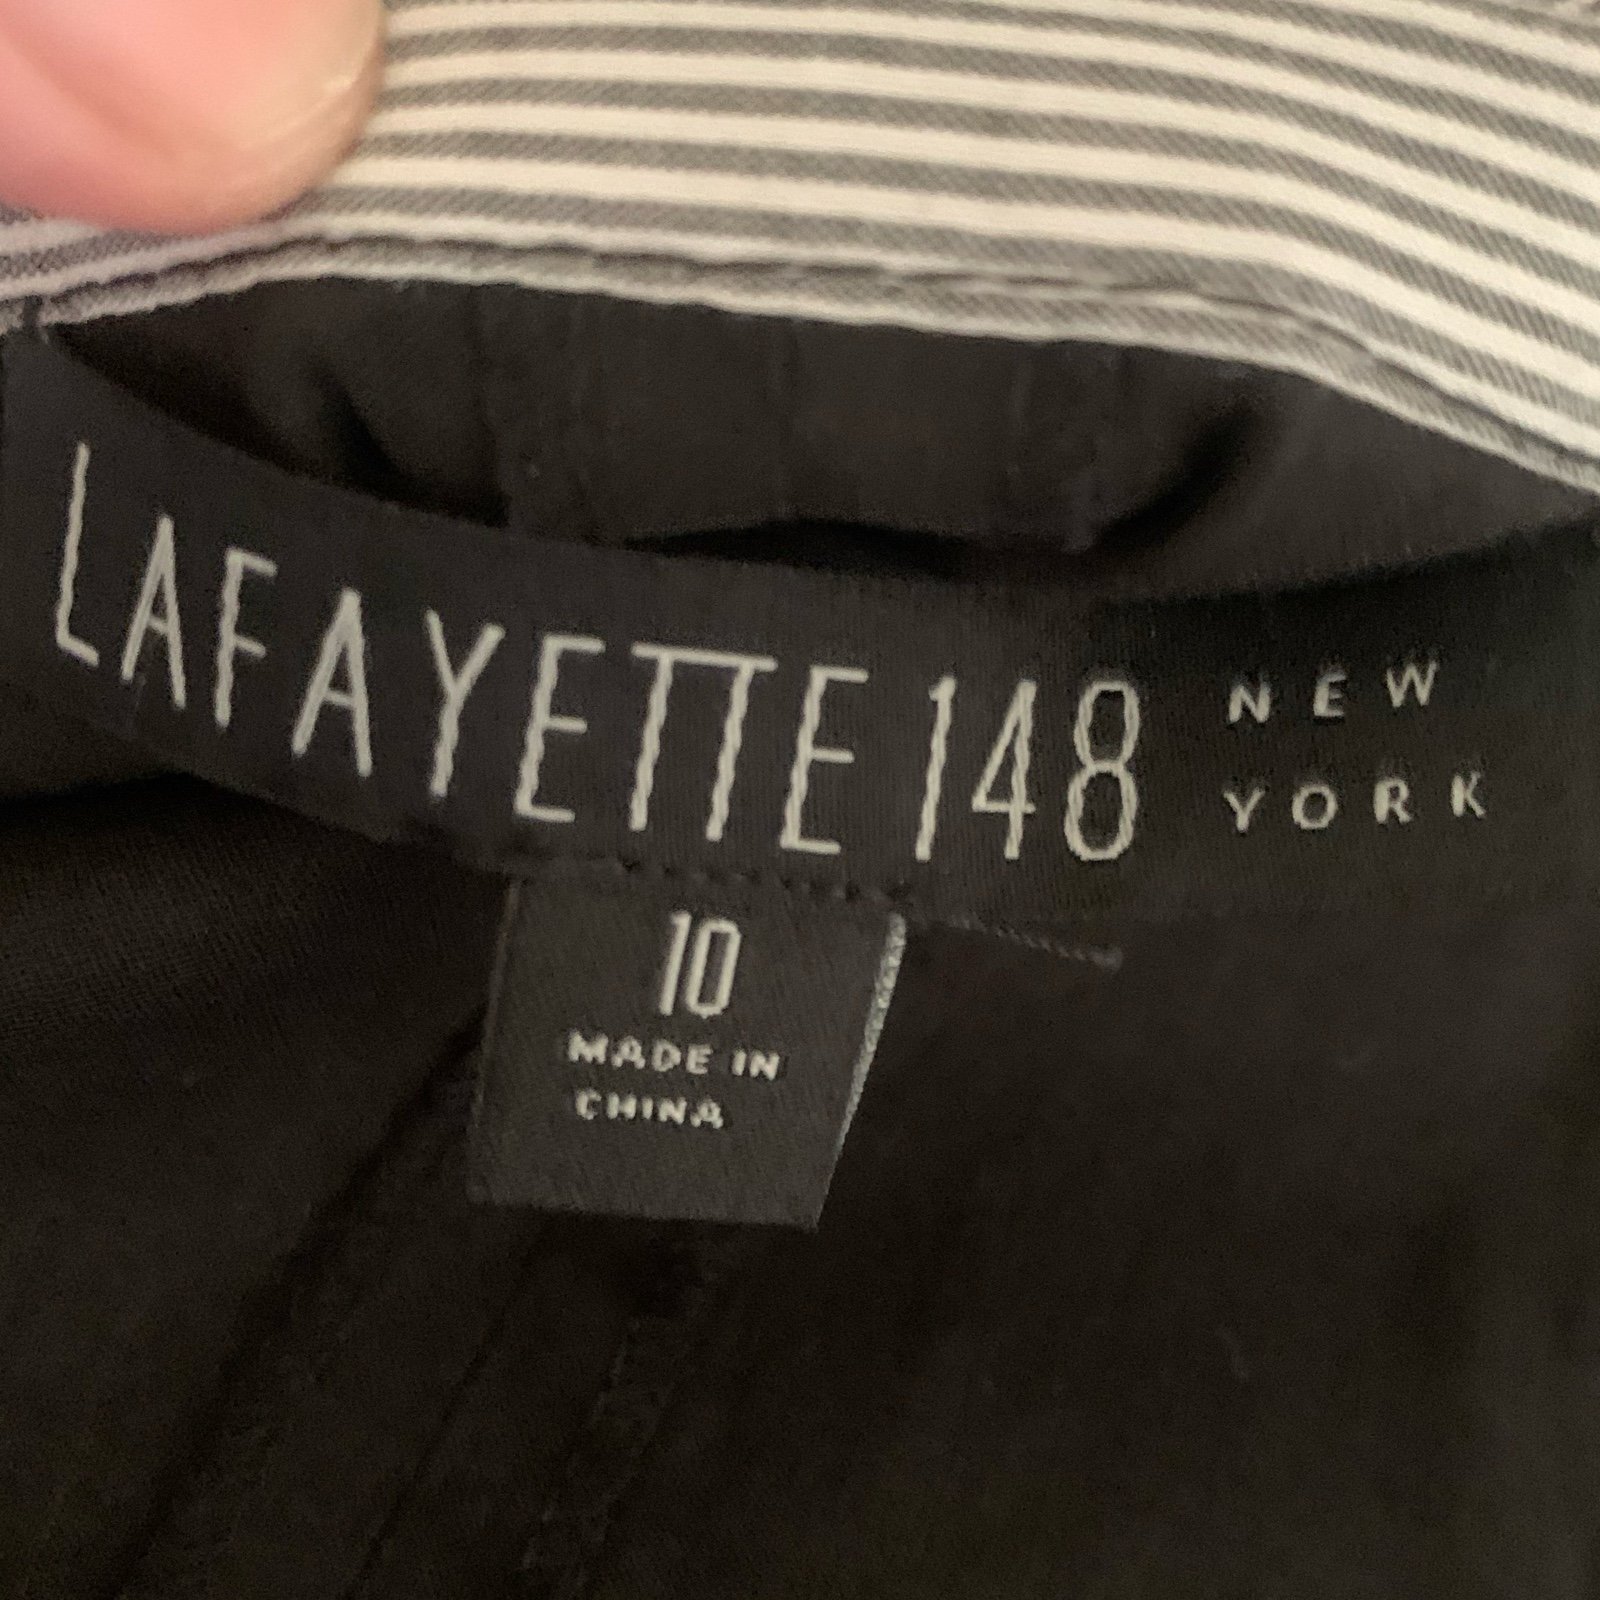 LAFAYETTE 148 NEW
YORK
10
MADE IN
CHINA